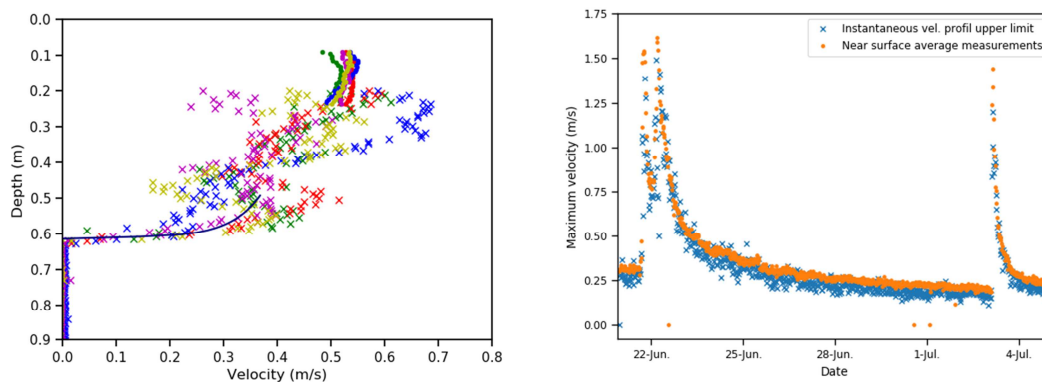 0.0
0.1
0.2
0.3
0.4
0.5
0.6
0.7
0.8
0.9
Depth (m)
0.0 0.1 0.2 0.3 0.4 0.5 0.6 0.7 0.8
Velocity (m/s)
1.75
1.50
1.25
1.00
0.75
0.50
0.25
0.00
Maximum velocity (m/s)
Instantaneous vel. profil upper limit
Near surface average measurements
22-Jun. 25-Jun. 28-Jun. 1-Jul. 4-Jul.
Date